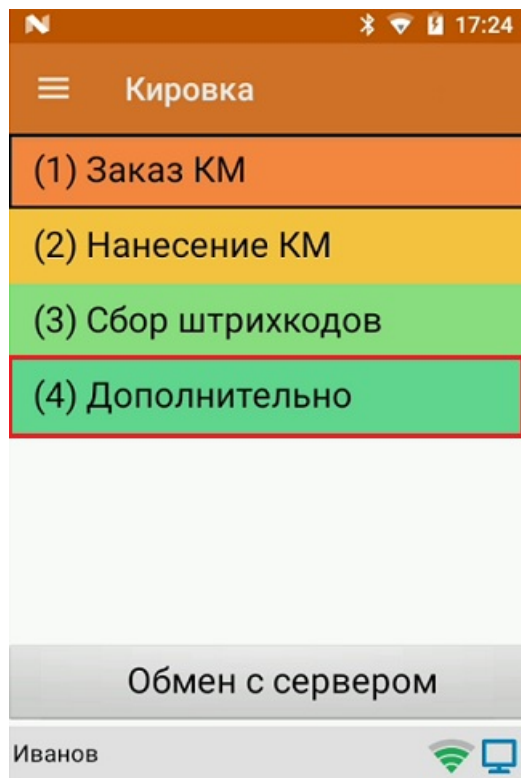 17:24
Кировка
(1) Заказ КМ
(2) Нанесение КМ
(3) Сбор штрихкодов
(4) Дополнительно
Обмен с сервером
Иванов